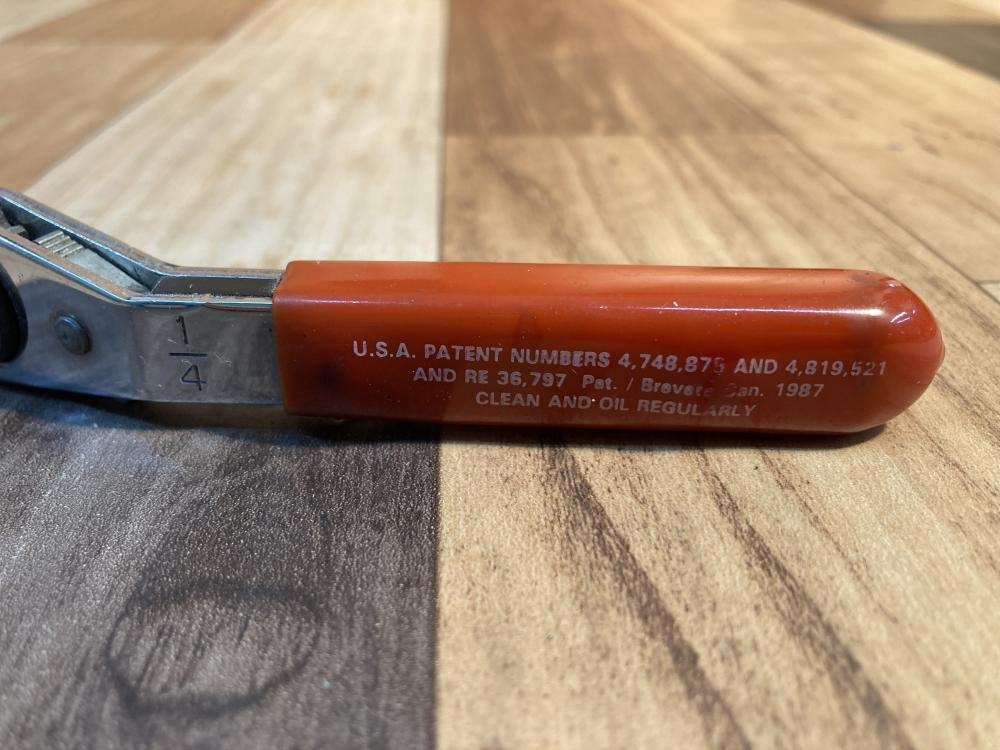 1
4
U.S.A. PATENT NUMBERS 4,748,875 AND 4,819,521
AND RE 36,797 Pat. / Brevete Can. 1987
CLEAN AND OIL REGULARLY